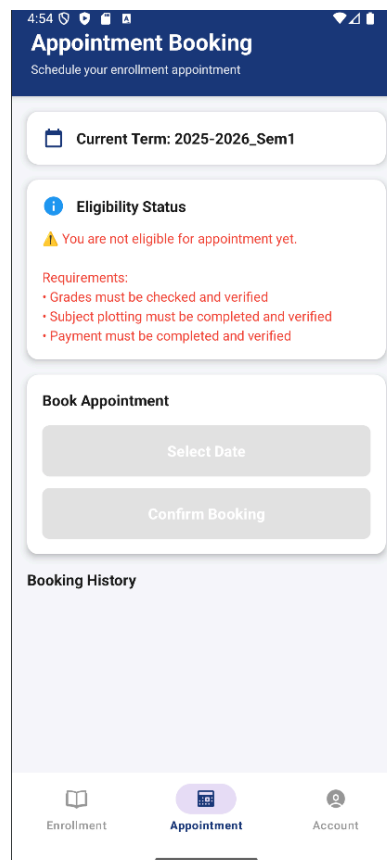 4:54
Appointment Booking
Schedule your enrollment appointment
Current Term: 2025-2026_Sem1
Eligibility Status
⚠️ You are not eligible for appointment yet.
Requirements:
• Grades must be checked and verified
• Subject plotting must be completed and verified
• Payment must be completed and verified
Book Appointment
Select Date
Confirm Booking
Booking History
Enrollment
Appointment
Account